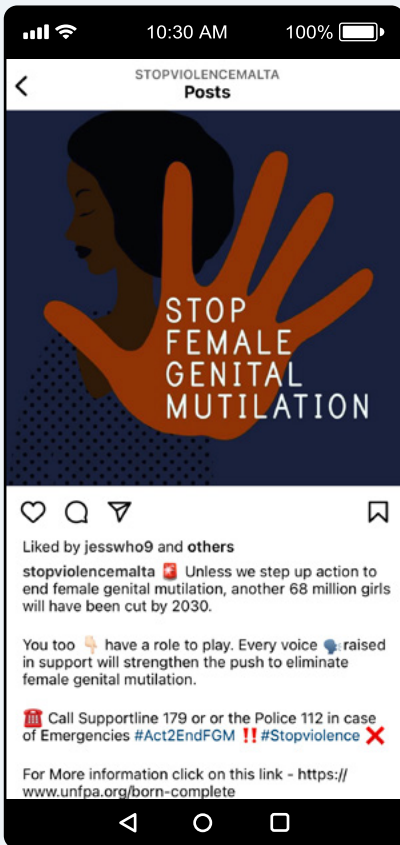 10:30 AM
100%
STOPVIOLENCEMALTA
Posts
STOP
FEMALE
GENITAL
MUTILATION
Liked by jesswho9 and others
stopviolencemalta 🚨 Unless we step up action to
end female genital mutilation, another 68 million girls
will have been cut by 2030.
You too 👇🏻 have a role to play. Every voice 🗣️ raised
in support will strengthen the push to eliminate
female genital mutilation.
☎️ Call Supportline 179 or or the Police 112 in case
of Emergencies #Act2EndFGM ‼️ #Stopviolence ❌
For More information click on this link - https://
www.unfpa.org/born-complete